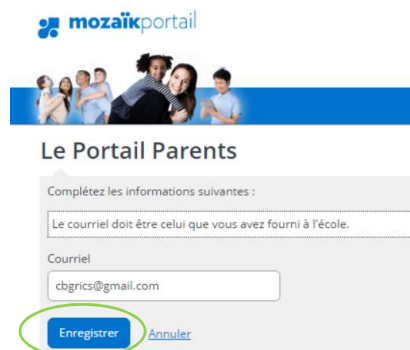 mozaïkportail
Le Portail Parents
Complétez les informations suivantes :
Le courriel doit être celui que vous avez fourni à l'école.
Courriel
cbgrics@gmail.com
Enregistrer Annuler